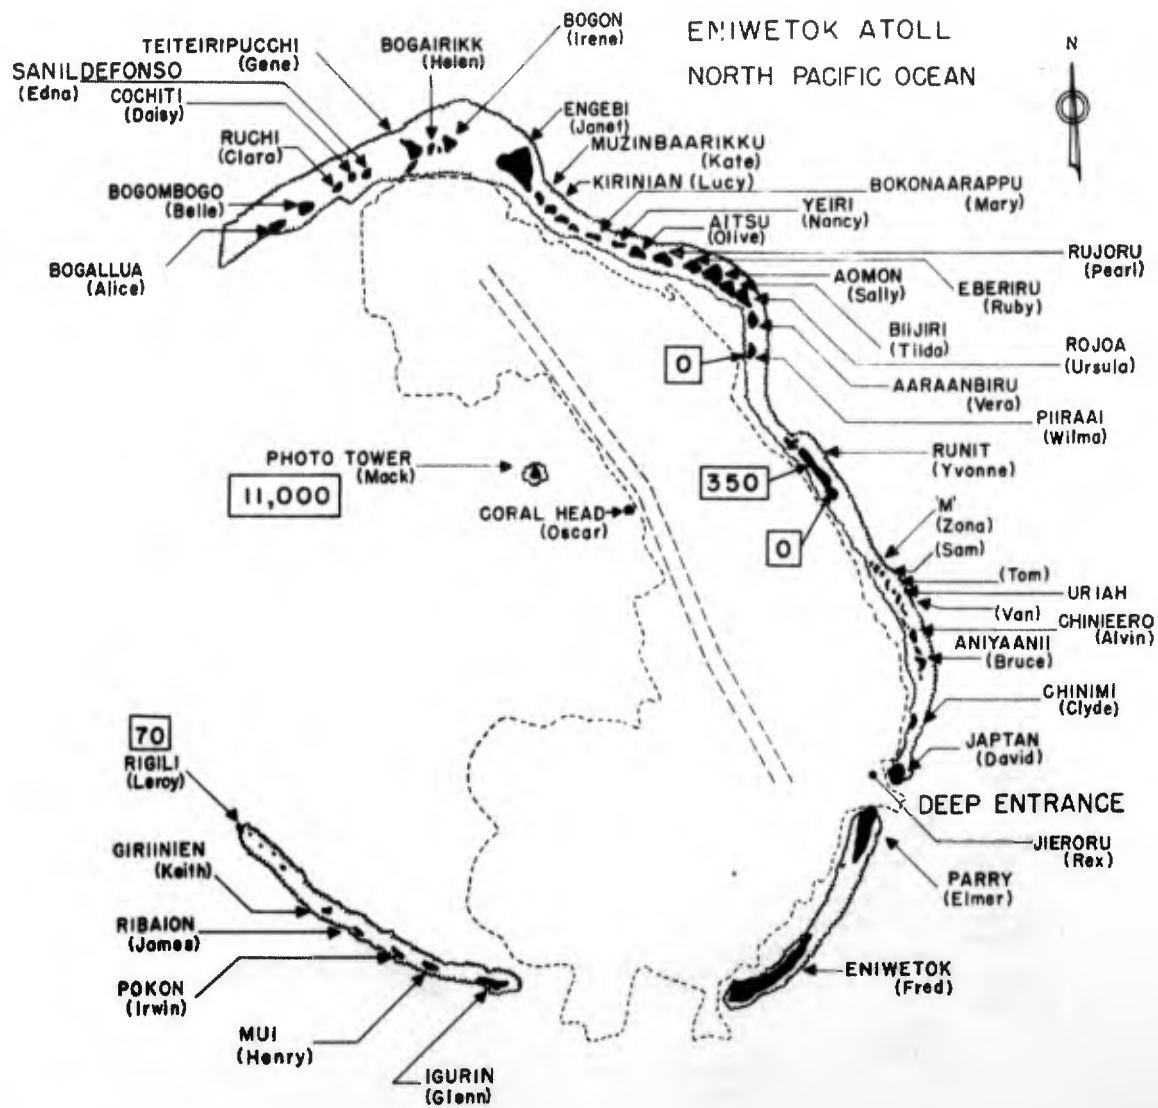 ENIWETOK ATOLL
NORTH PACIFIC OCEAN
N
BOGON
(Irene)
BOGAIRIKK
(Helen)
TEITEIRIPUCCHI
(Gene)
SANILDEFONSO
(Edna)
COCHITI
(Daisy)
RUCHI
(Clara)
BOGOMBOGO
(Belle)
BOGALLUA
(Alice)
ENGEBI
(Janet)
MUZINBAARIKKU
(Kate)
KIRINIAN (Lucy)
BOKONAARAPPU
(Mary)
YEIRI
(Nancy)
AITSU
(Olive)
RUJORU
(Pearl)
EBERIRU
(Ruby)
AOMON
(Sally)
BIIJIRI
(Tilda)
ROJOA
(Ursula)
AARAANBIRU
(Vera)
PIIRAAI
(Wilma)
0
RUNIT
(Yvonne)
350
0
PHOTO TOWER
(Mack)
11,000
CORAL HEAD
(Oscar)
'M'
(Zona)
(Sam)
(Tom)
URIAH
(Van)
CHINIEERO
(Alvin)
ANIYAANII
(Bruce)
CHINIMI
(Clyde)
JAPTAN
(David)
DEEP ENTRANCE
JIERORU
(Rex)
PARRY
(Elmer)
ENIWETOK
(Fred)
70
RIGILI
(Leroy)
GIRIINIEN
(Keith)
RIBAION
(James)
POKON
(Irwin)
MUI
(Henry)
IGURIN
(Glenn)